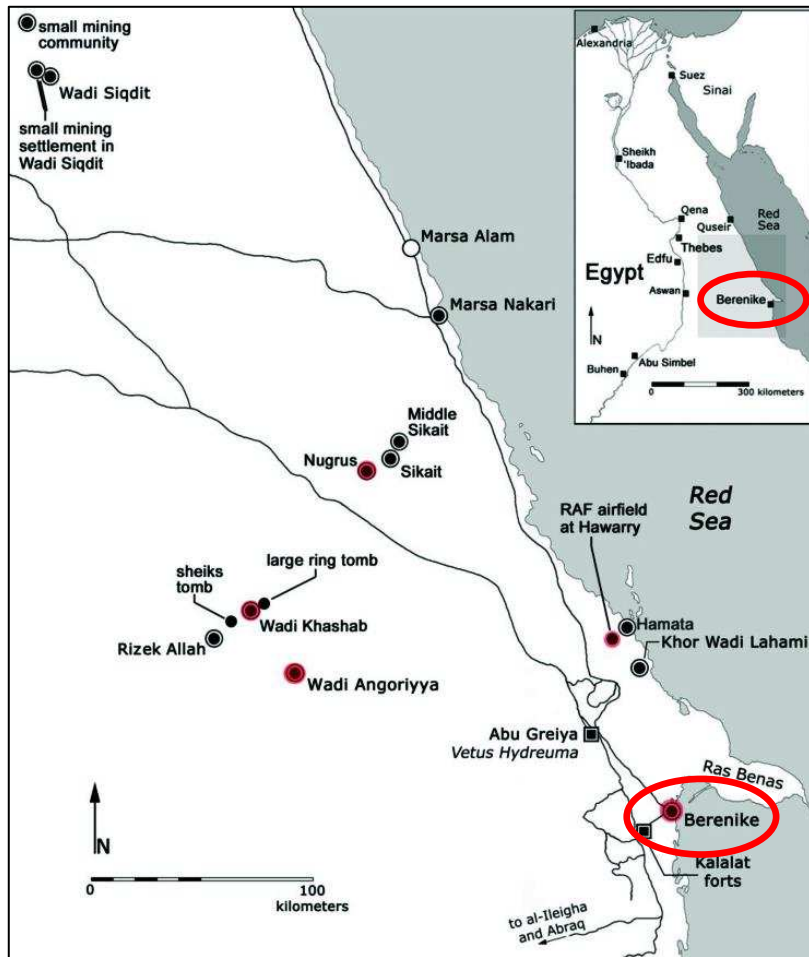 small mining
community
Wadi Siqdit
small mining
settlement in
Wadi Siqdit
Marsa Alam
Marsa Nakari
Middle
Sikait
Nugrus
Sikait
RAF airfield
at Hawarry
Red
Sea
large ring tomb
sheiks
tomb
Wadi Khashab
Rizek Allah
Hamata
Khor Wadi Lahami
Wadi Angoriyya
Abu Greiya
Vetus Hydreuma
Ras Benas
Berenike
Kalalat
forts
N
0
100
kilometers
to al-Ileigha
and Abraq
Alexandria
Suez
Sinai
Sheikh
'Ibada
Qena
Quseir
Red
Sea
Thebes
Edfu
Egypt
Aswan
Berenike
N
Abu Simbel
Buhen
0
300
kilometers